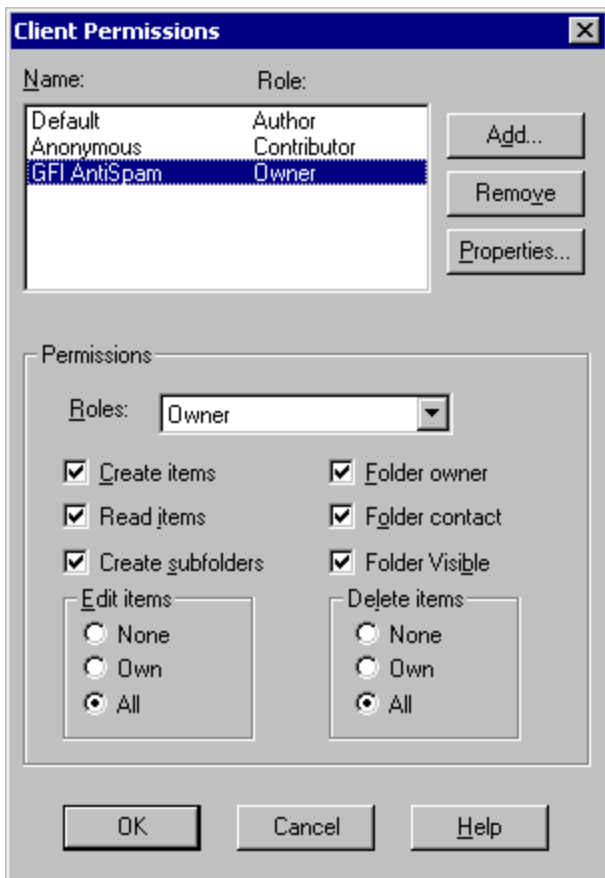 Client Permissions
Name: Role:
Default Author
Anonymous Contributor
GFI AntiSpam Owner
Add...
Remove
Properties...
Permissions
Roles: Owner
Create items Folder owner
Read items Folder contact
Create subfolders Folder Visible
Edit items Delete items
None None
Own Own
All All
OK Cancel Help